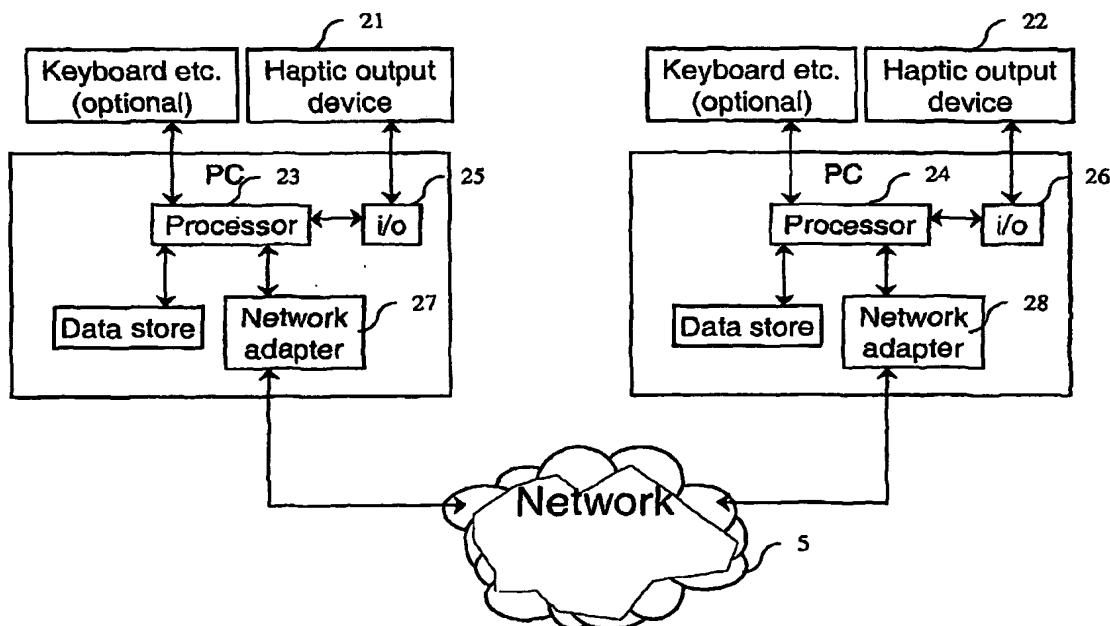 21
Keyboard etc.
(optional)
Haptic output
device
PC
23
25
Processor
i/o
Data store
Network
adapter
27
22
Keyboard etc.
(optional)
Haptic output
device
PC
24
26
Processor
i/o
Data store
Network
adapter
28
Network
5